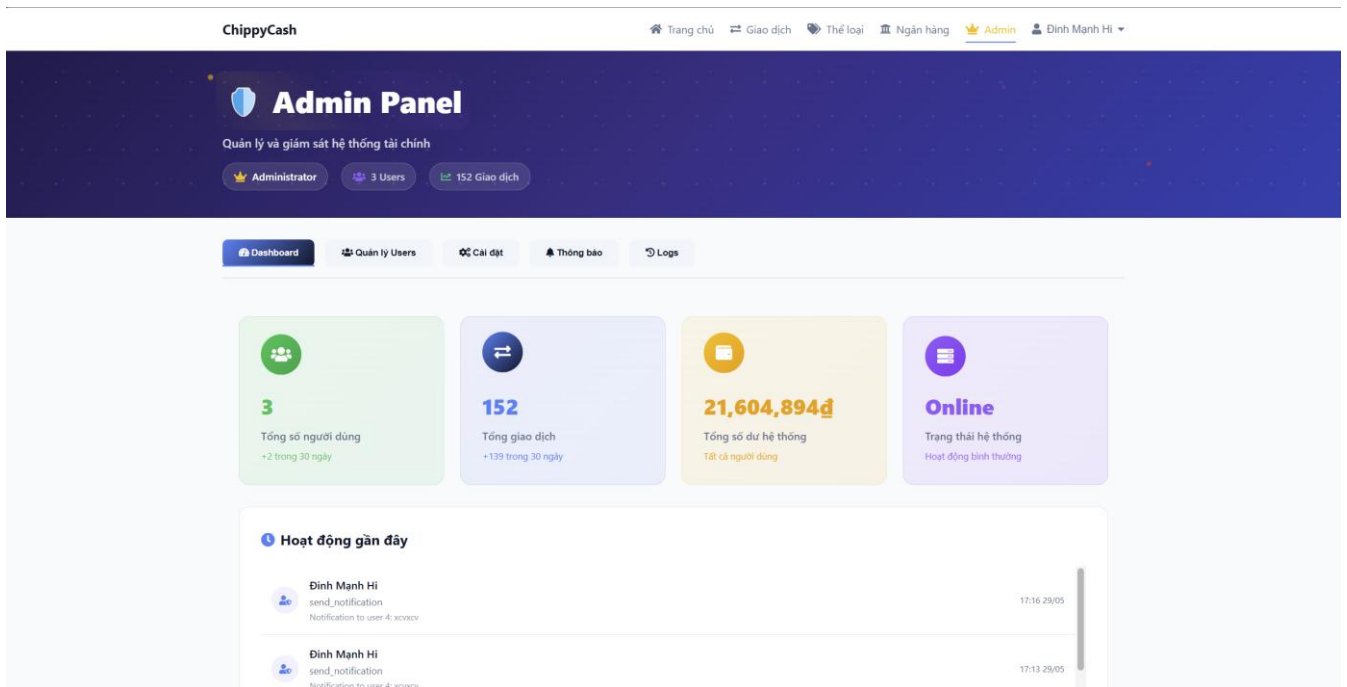 ChippyCash
Trang chủ
Giao dịch
Thể loại
Ngân hàng
Admin
Đinh Mạnh Hi
Admin Panel
Quản lý và giám sát hệ thống tài chính
Administrator
3 Users
152 Giao dịch
Dashboard
Quản lý Users
Cài đặt
Thông báo
Logs
3
Tổng số người dùng
+2 trong 30 ngày
152
Tổng giao dịch
+139 trong 30 ngày
21,604,894₫
Tổng số dư hệ thống
Tất cả người dùng
Online
Trạng thái hệ thống
Hoạt động bình thường
Hoạt động gần đây
Đinh Mạnh Hi
send_notification
Notification to user 4: xcvxcv
17:16 29/05
Đinh Mạnh Hi
send_notification
Notification to user 4:
17:13 29/05